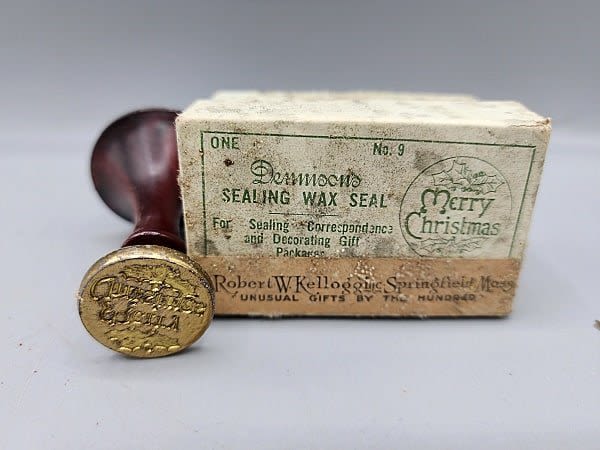 ONE No. 9
Dennison's
SEALING WAX SEAL
For Sealing Correspondence
and Decorating Gift
Packages
Merry
Christmas
Robert W. Kellogg Inc Springfield, Mass.
"UNUSUAL GIFTS BY THE HUNDRED"